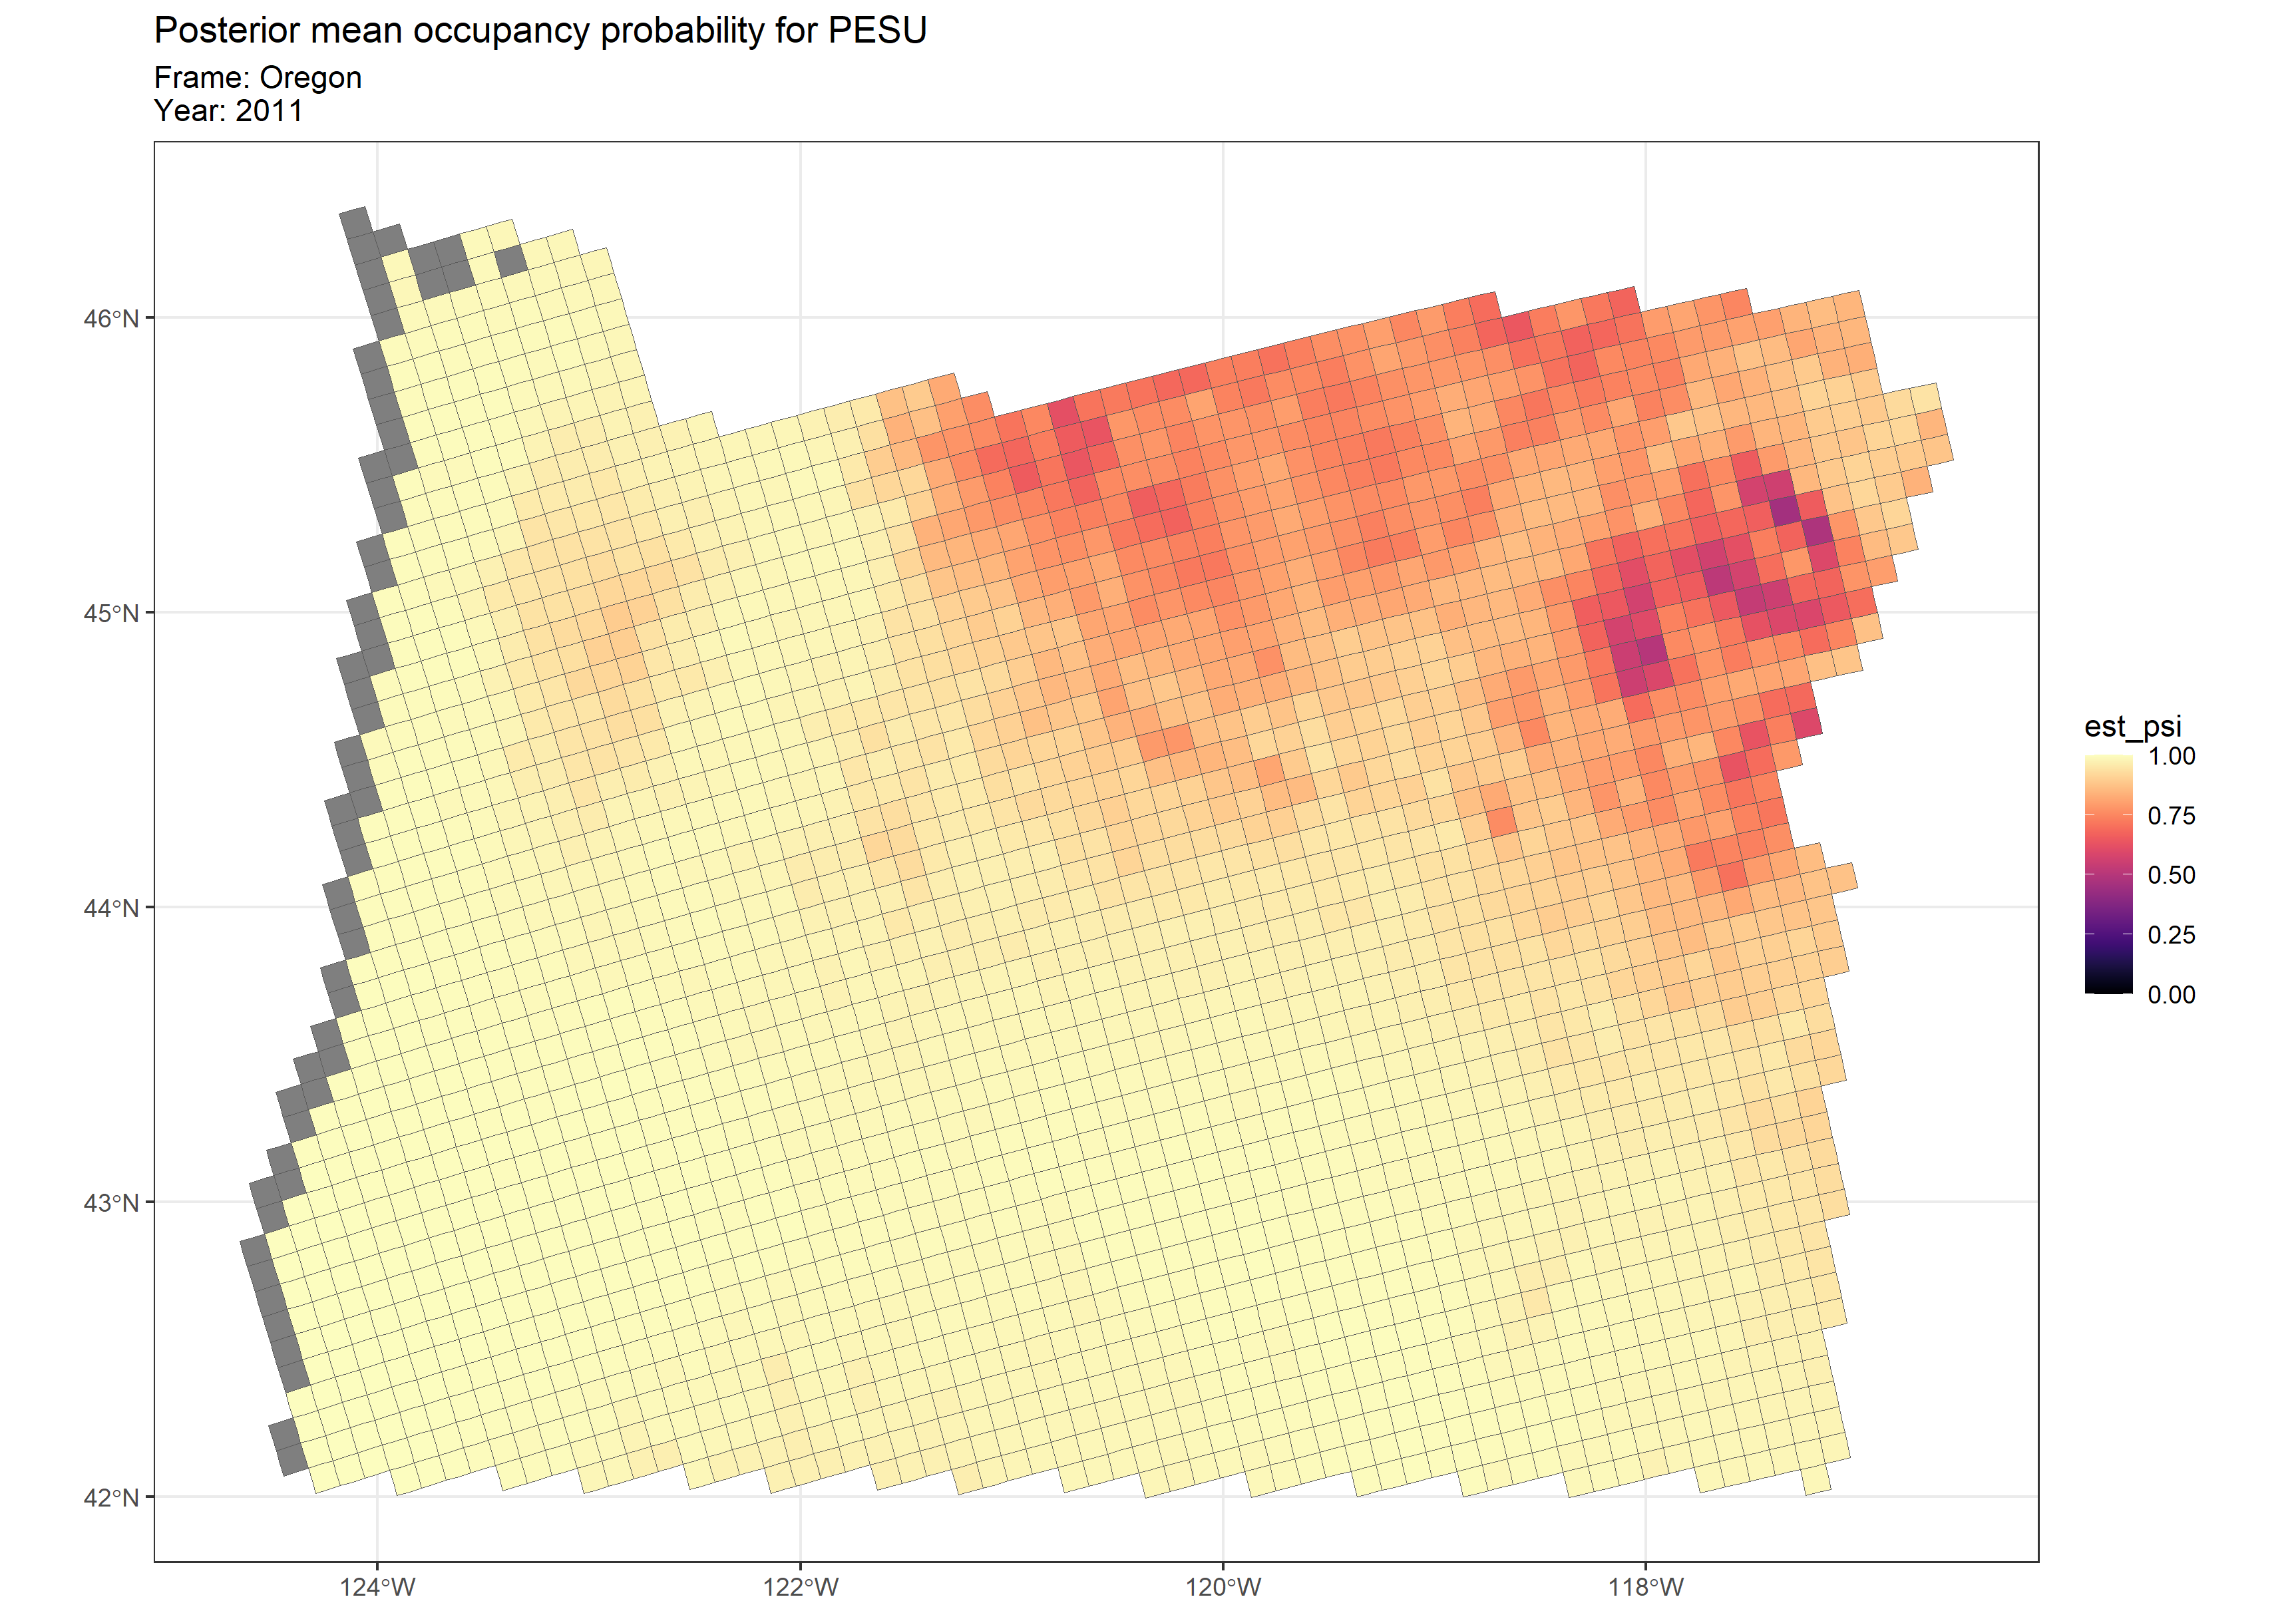 Posterior mean occupancy probability for PESU
Frame: Oregon
Year: 2011
46°N
45°N
44°N
43°N
42°N
124°W
122°W
120°W
118°W
est_psi
1.00
0.75
0.50
0.25
0.00